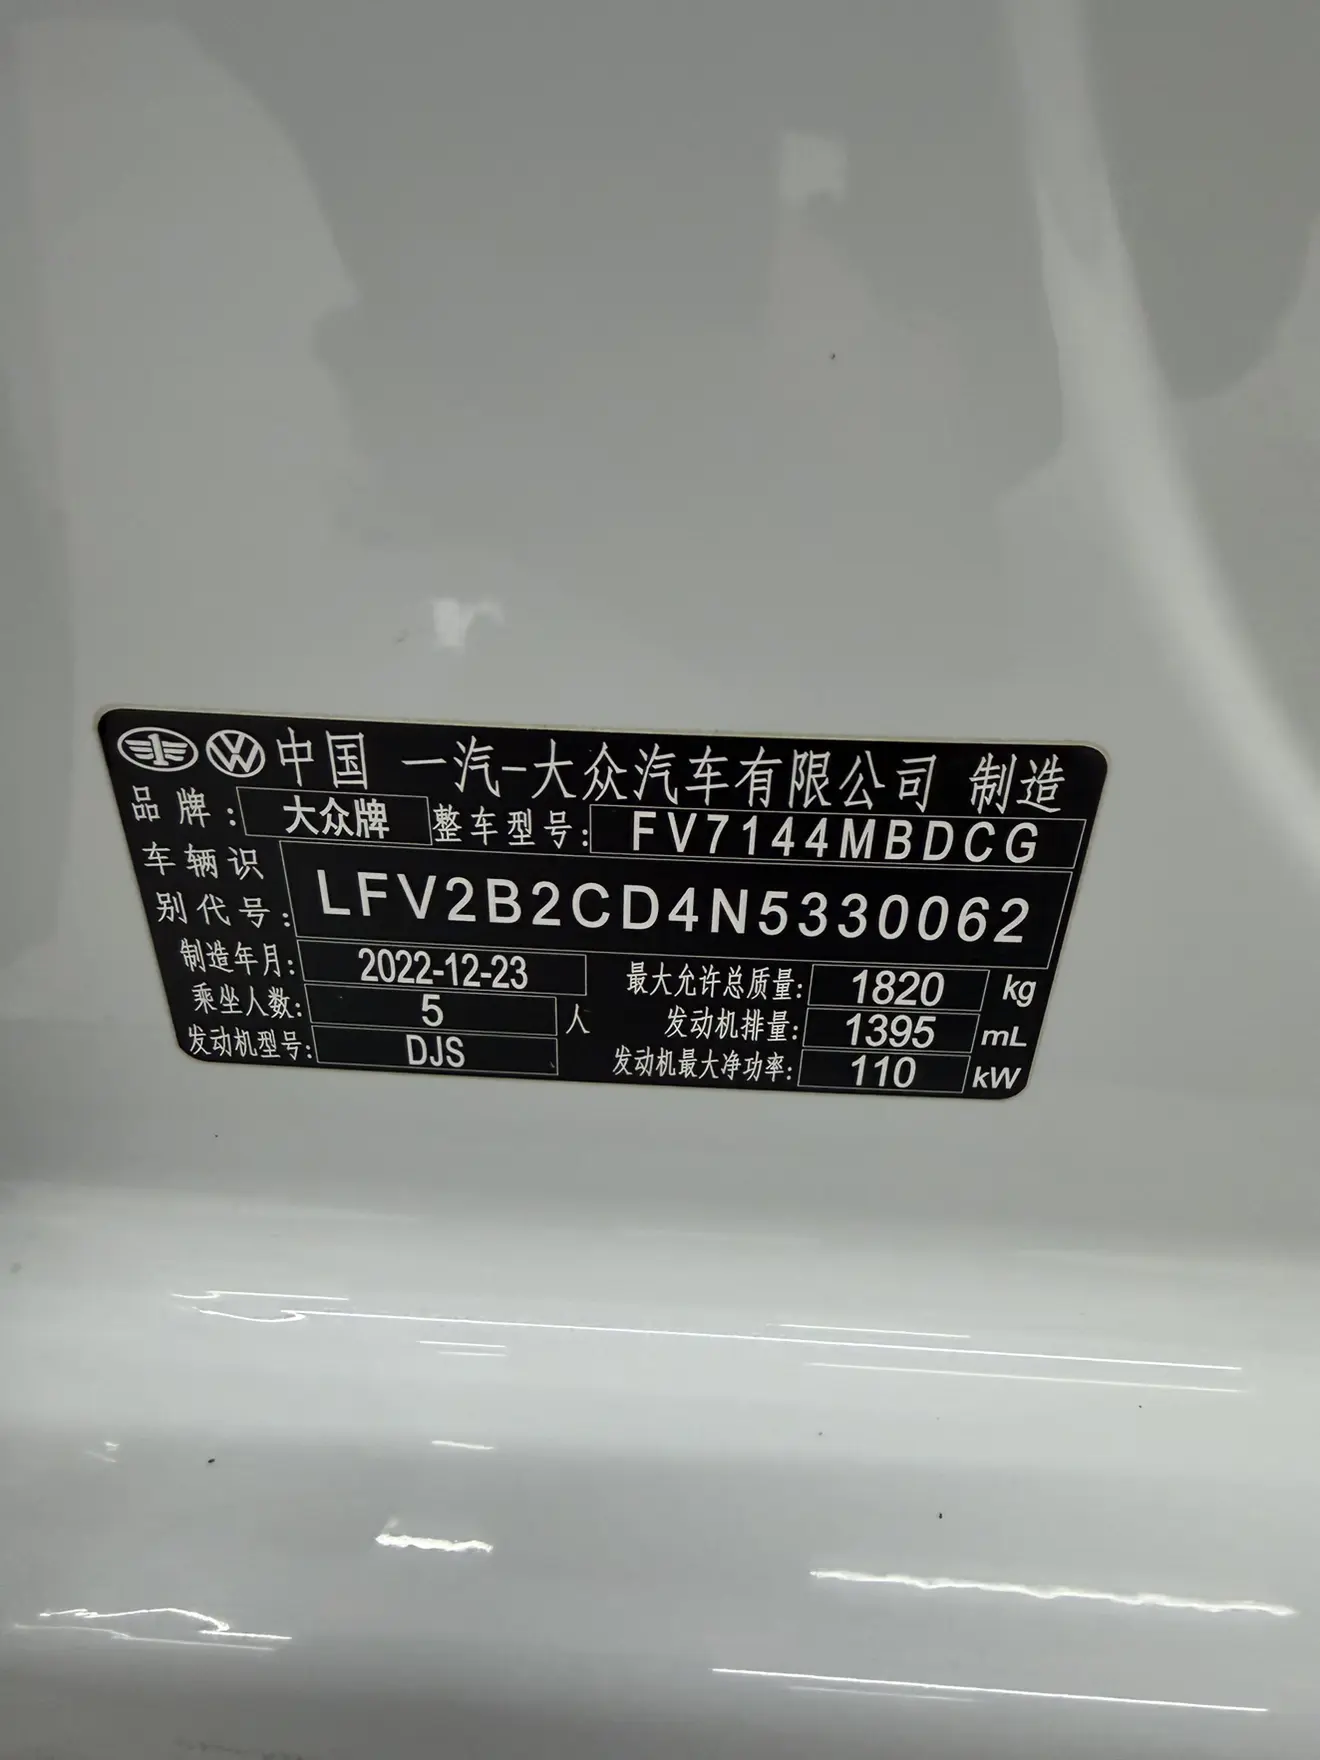 中国 一汽-大众汽车有限公司 制造
品牌: 大众牌 整车型号: FV7144MBDCG
车辆识别代号: LFV2B2CD4N5330062
制造年月: 2022-12-23 最大允许总质量: 1820 kg
乘坐人数: 5 人 发动机排量: 1395 mL
发动机型号: DJS 发动机最大净功率: 110 kW